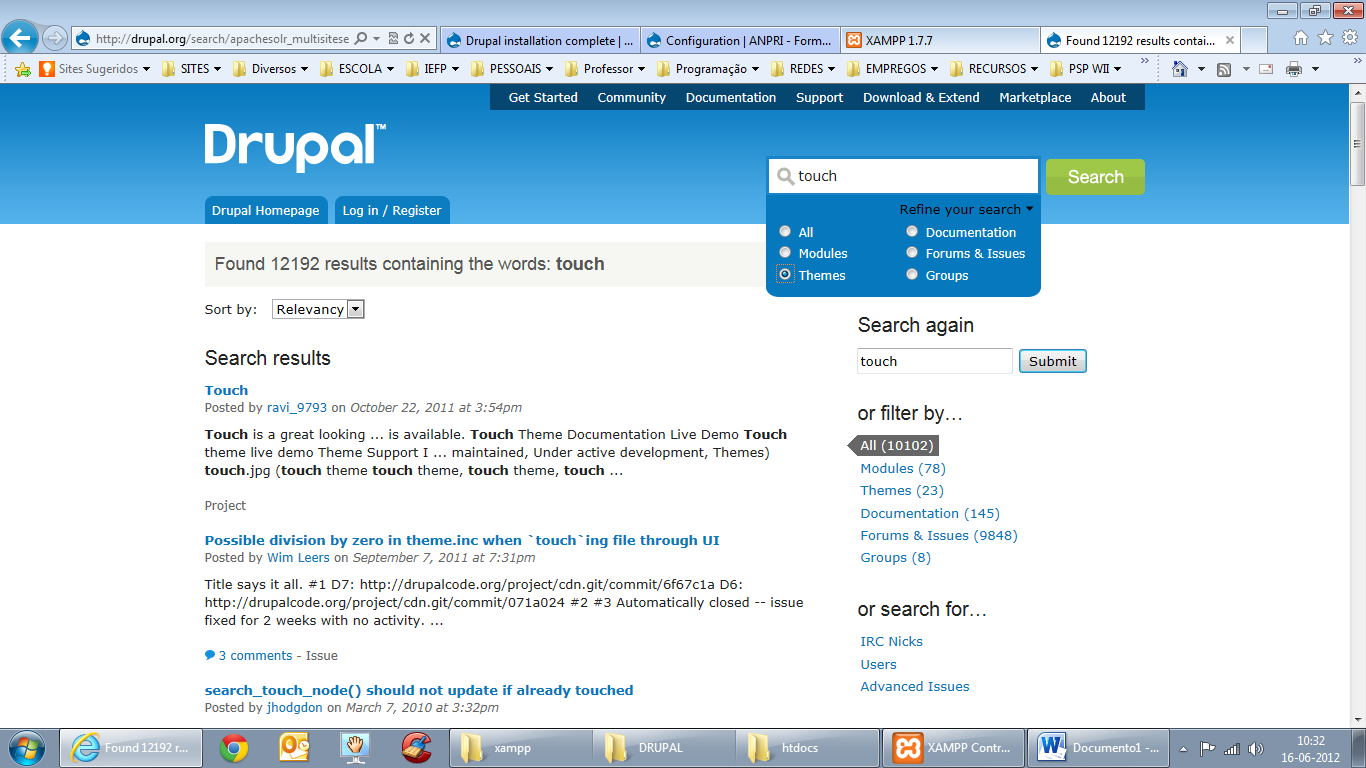 http://drupal.org/search/apachesolr_multisitese
Drupal installation complete | ...
Configuration | ANPRI - Form...
XAMPP 1.7.7
Found 12192 results contai...
Sites Sugeridos
SITES
Diversos
ESCOLA
IEFP
PESSOAIS
Professor
Programação
REDES
EMPREGOS
RECURSOS
PSP WII
Get Started Community Documentation Support Download & Extend Marketplace About
Drupal™
touch
Search
Refine your search
All
Documentation
Modules
Forums & Issues
Themes
Groups
Drupal Homepage
Log in / Register
Found 12192 results containing the words: touch
Sort by: Relevancy
Search results
Touch
Posted by ravi_9793 on October 22, 2011 at 3:54pm
Touch is a great looking ... is available. Touch Theme Documentation Live Demo Touch
theme live demo Theme Support I ... maintained, Under active development, Themes)
touch.jpg (touch theme touch theme, touch theme, touch ...
Project
Possible division by zero in theme.inc when `touch`ing file through UI
Posted by Wim Leers on September 7, 2011 at 7:31pm
Title says it all. #1 D7: http://drupalcode.org/project/cdn.git/commit/6f67c1a D6:
http://drupalcode.org/project/cdn.git/commit/071a024 #2 #3 Automatically closed -- issue
fixed for 2 weeks with no activity. ...
3 comments - Issue
search_touch_node() should not update if already touched
Posted by jhodgdon on March 7, 2010 at 3:32pm
Search again
touch
Submit
or filter by...
All (10102)
Modules (78)
Themes (23)
Documentation (145)
Forums & Issues (9848)
Groups (8)
or search for...
IRC Nicks
Users
Advanced Issues
Found 12192 r...
xampp
DRUPAL
htdocs
XAMPP Contr...
Documento1 - ...
10:32
16-06-2012